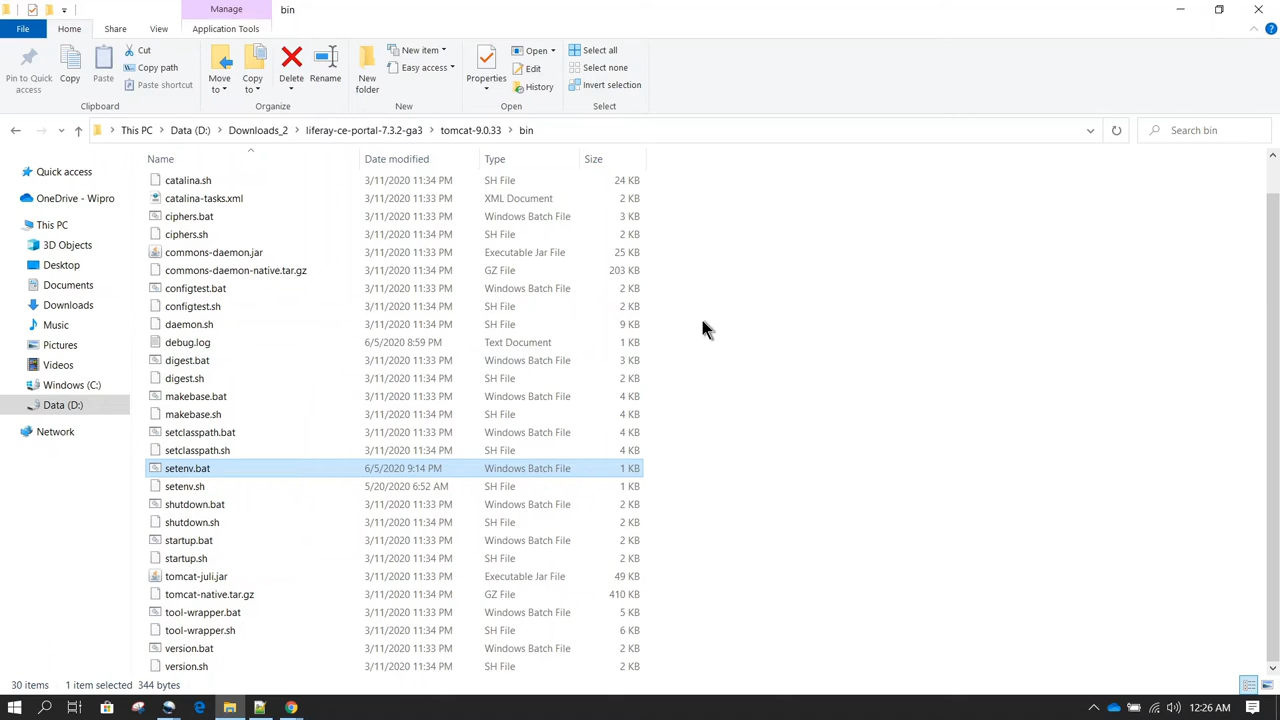 Manage
bin
File
Home
Share
View
Application Tools
Pin to Quick access
Copy
Paste
Cut
Copy path
Paste shortcut
Clipboard
Move to
Copy to
Delete
Rename
Organize
New folder
New item
Easy access
New
Properties
Open
Edit
History
Open
Select all
Select none
Invert selection
Select
This PC > Data (D:) > Downloads_2 > liferay-ce-portal-7.3.2-ga3 > tomcat-9.0.33 > bin
Search bin
Name Date modified Type Size
Quick access
OneDrive - Wipro
This PC
3D Objects
Desktop
Documents
Downloads
Music
Pictures
Videos
Windows (C:)
Data (D:)
Network
catalina.sh 3/11/2020 11:34 PM SH File 24 KB
catalina-tasks.xml 3/11/2020 11:33 PM XML Document 2 KB
ciphers.bat 3/11/2020 11:33 PM Windows Batch File 3 KB
ciphers.sh 3/11/2020 11:34 PM SH File 2 KB
commons-daemon.jar 3/11/2020 11:33 PM Executable Jar File 25 KB
commons-daemon-native.tar.gz 3/11/2020 11:34 PM GZ File 203 KB
configtest.bat 3/11/2020 11:33 PM Windows Batch File 3 KB
configtest.sh 3/11/2020 11:34 PM SH File 2 KB
daemon.sh 3/11/2020 11:34 PM SH File 9 KB
debug.log 6/5/2020 8:59 PM Text Document 1 KB
digest.bat 3/11/2020 11:33 PM Windows Batch File 3 KB
digest.sh 3/11/2020 11:34 PM SH File 2 KB
makebase.bat 3/11/2020 11:33 PM Windows Batch File 4 KB
makebase.sh 3/11/2020 11:34 PM SH File 4 KB
setclasspath.bat 3/11/2020 11:33 PM Windows Batch File 4 KB
setclasspath.sh 3/11/2020 11:34 PM SH File 4 KB
setenv.bat 6/5/2020 9:14 PM Windows Batch File 1 KB
setenv.sh 5/20/2020 6:52 AM SH File 1 KB
shutdown.bat 3/11/2020 11:33 PM Windows Batch File 2 KB
shutdown.sh 3/11/2020 11:34 PM SH File 2 KB
startup.bat 3/11/2020 11:33 PM Windows Batch File 2 KB
startup.sh 3/11/2020 11:34 PM SH File 2 KB
tomcat-juli.jar 3/11/2020 11:33 PM Executable Jar File 49 KB
tomcat-native.tar.gz 3/11/2020 11:34 PM GZ File 410 KB
tool-wrapper.bat 3/11/2020 11:33 PM Windows Batch File 5 KB
tool-wrapper.sh 3/11/2020 11:34 PM SH File 6 KB
version.bat 3/11/2020 11:33 PM Windows Batch File 2 KB
version.sh 3/11/2020 11:34 PM SH File 2 KB
30 items 1 item selected 344 bytes
12:26 AM